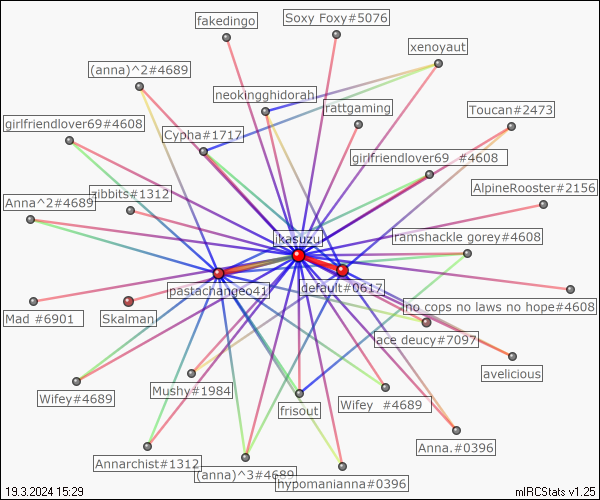 Soxy Foxy#5076
fakedingo
xenoyaut
(anna)^2#4689
neokingghidorah
rattgaming
Toucan#2473
girlfriendlover69#4608
Cypha#1717
girlfriendlover69 #4608
gibbits#1312
AlpineRooster#2156
Anna^2#4689
ikasuzu
ramshackle gorey#4608
pastachangeo41
default#0617
no cops no laws no hope#4608
Mad #6901
Skalman
ace deucy#7097
avelicious
Mushy#1984
Wifey#4689
Wifey #4689
frisout
Anna.#0396
Annarchist#1312
(anna)^3#4689
hypomanianna#0396
19.3.2024 15:29
mIRCStats v1.25